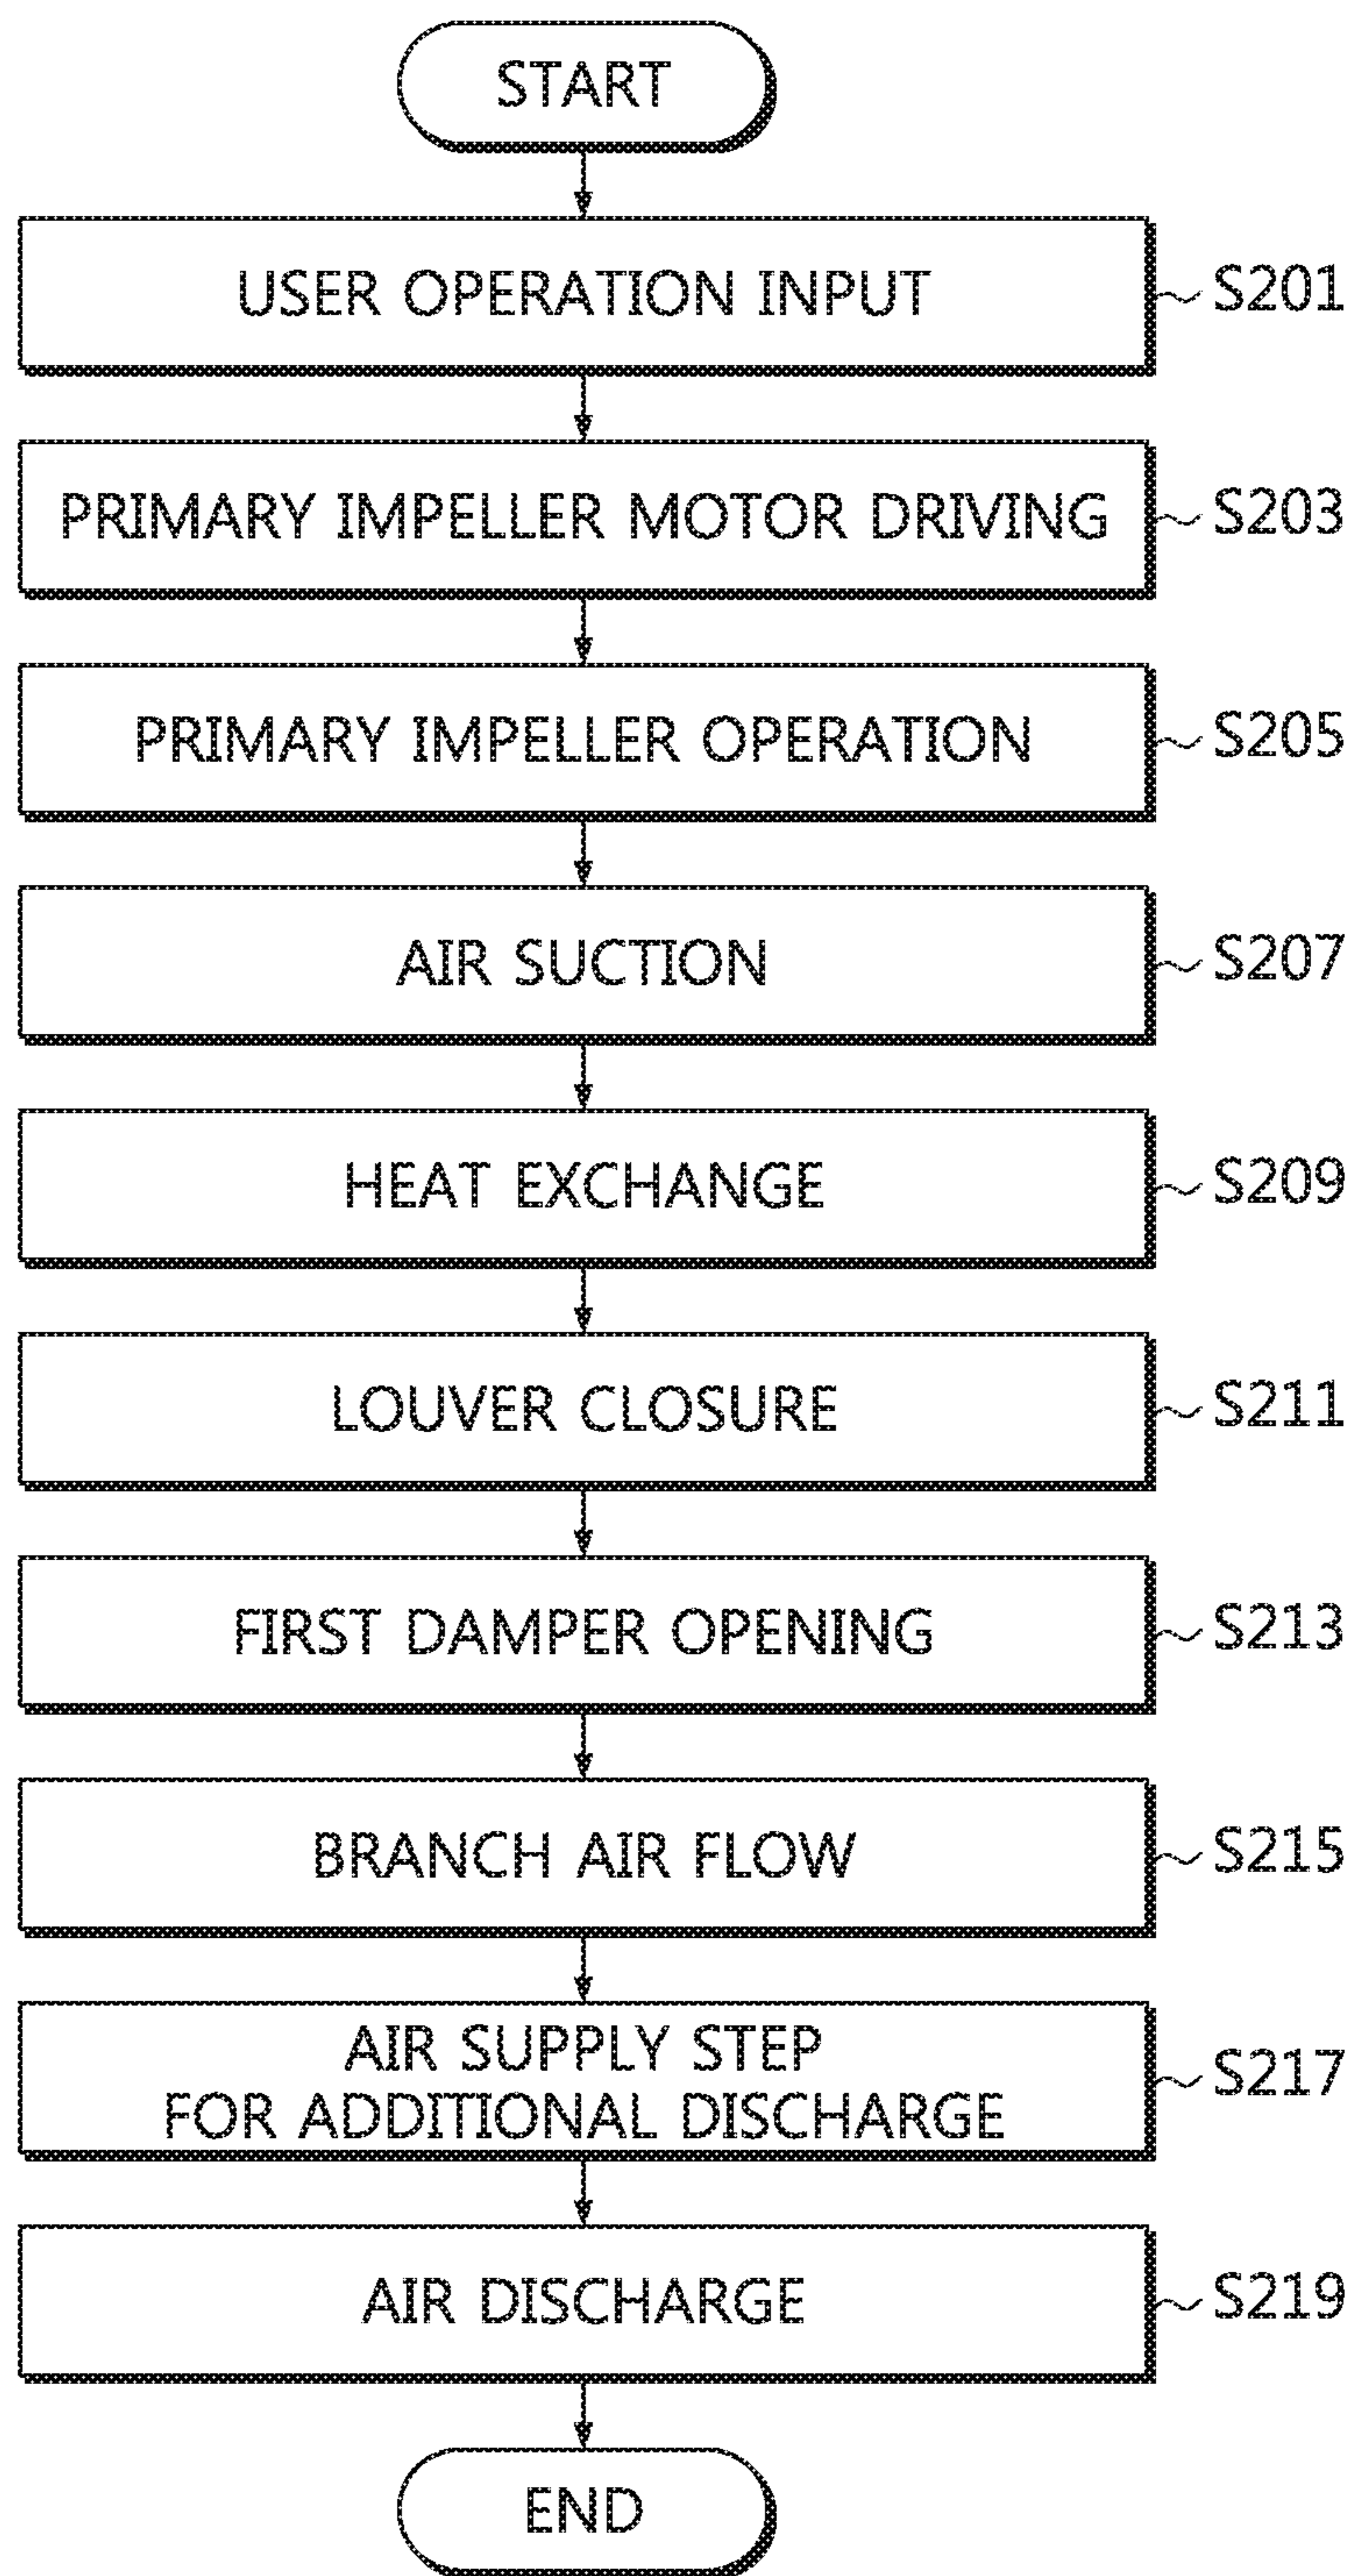 START
USER OPERATION INPUT
S201
PRIMARY IMPELLER MOTOR DRIVING
S203
PRIMARY IMPELLER OPERATION
S205
AIR SUCTION
S207
HEAT EXCHANGE
S209
LOUVER CLOSURE
S211
FIRST DAMPER OPENING
S213
BRANCH AIR FLOW
S215
AIR SUPPLY STEP
FOR ADDITIONAL DISCHARGE
S217
AIR DISCHARGE
S219
END